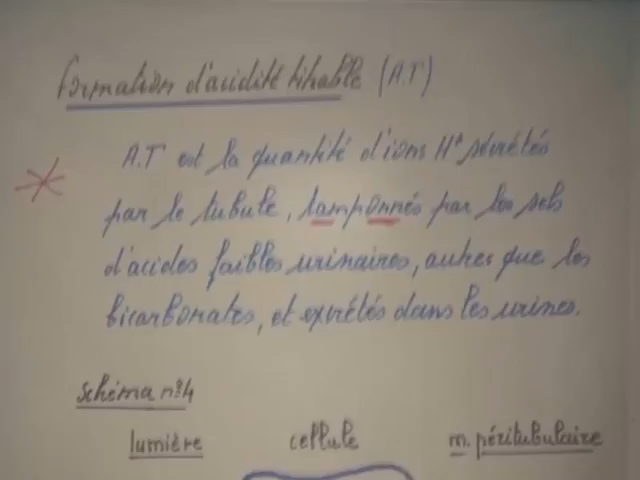 Formation d'acidité titrable (A.T)
A.T est la quantité d'ions H⁺ sécrétés
par le tubule, tamponnés par les sels
d'acides faibles urinaires, autres que les
bicarbonates, et excrétés dans les urines.
Schéma n°4
lumière cellule m. péritubulaire